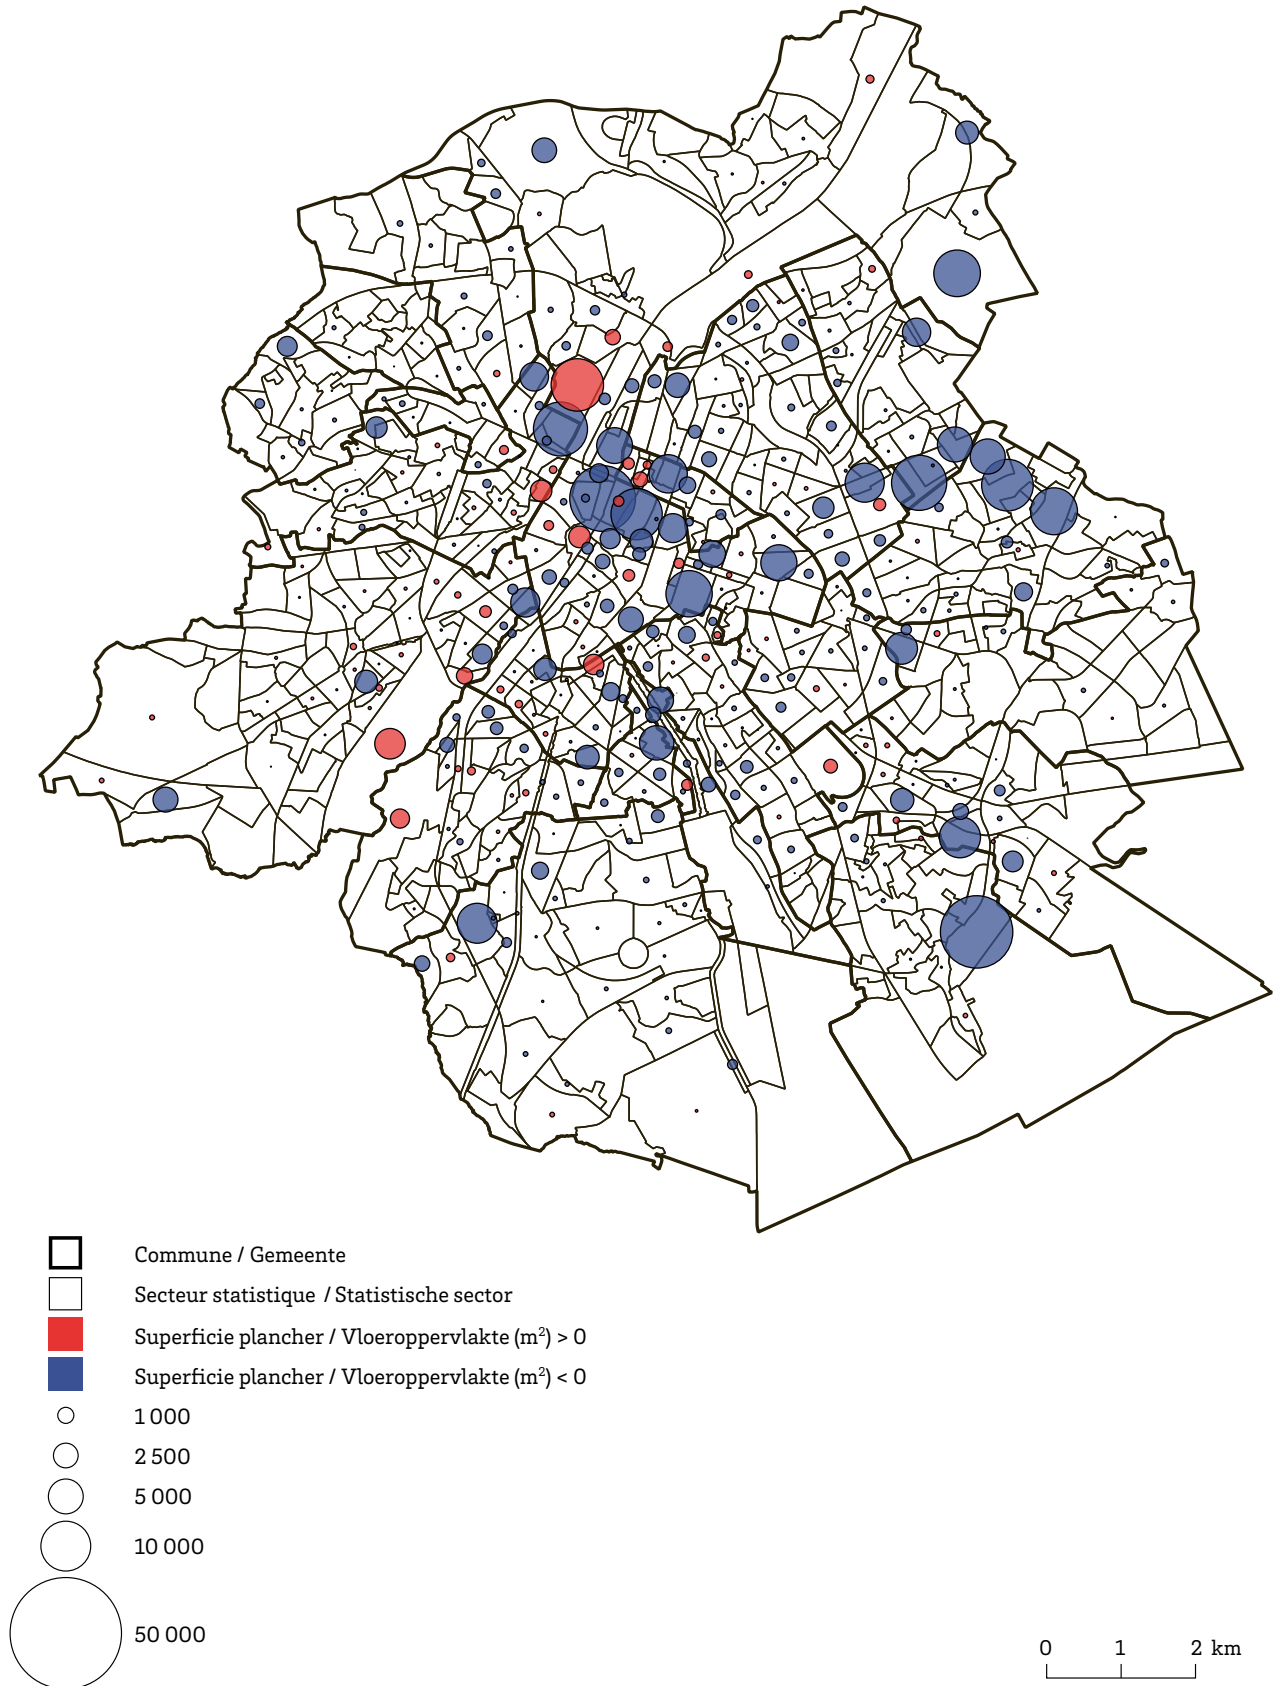 Commune / Gemeente
Secteur statistique / Statistische sector
Superficie plancher / Vloeroppervlakte (m²) > 0
Superficie plancher / Vloeroppervlakte (m²) < 0
1 000
2 500
5 000
10 000
50 000
0 1 2 km